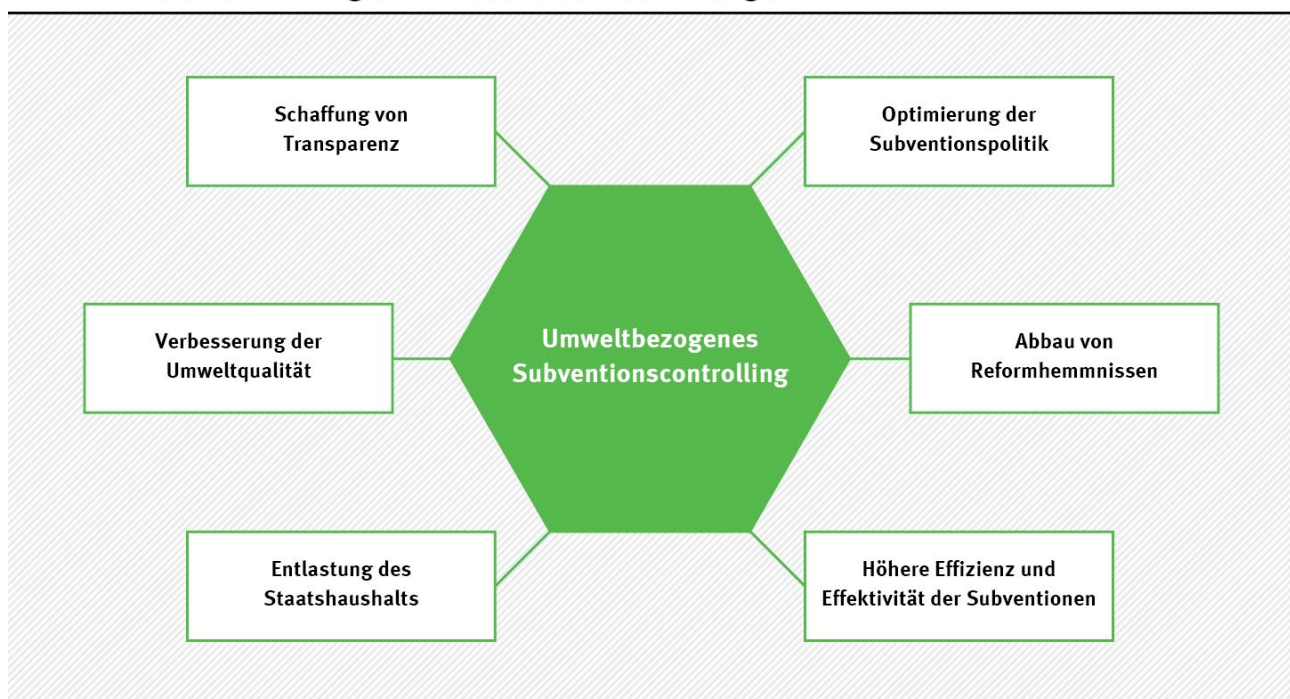 Schaffung von
Transparenz
Optimierung der
Subventionspolitik
Verbesserung der
Umweltqualität
Umweltbezogenes
Subventionscontrolling
Abbau von
Reformhemmnissen
Entlastung des
Staatshaushalts
Höhere Effizienz und
Effektivität der Subventionen